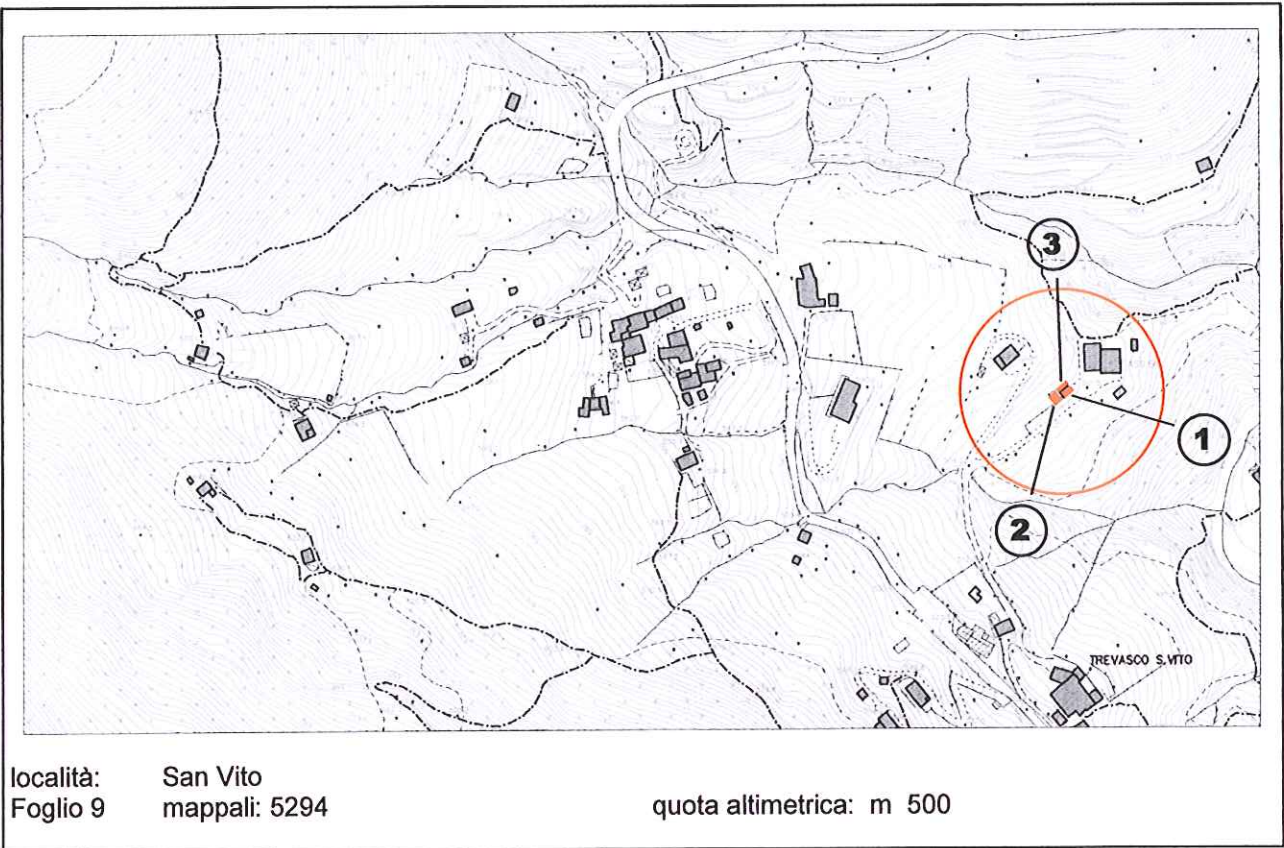 3
1
2
TREVASCO S.VITO
località: San Vito
Foglio 9 mappali: 5294 quota altimetrica: m 500